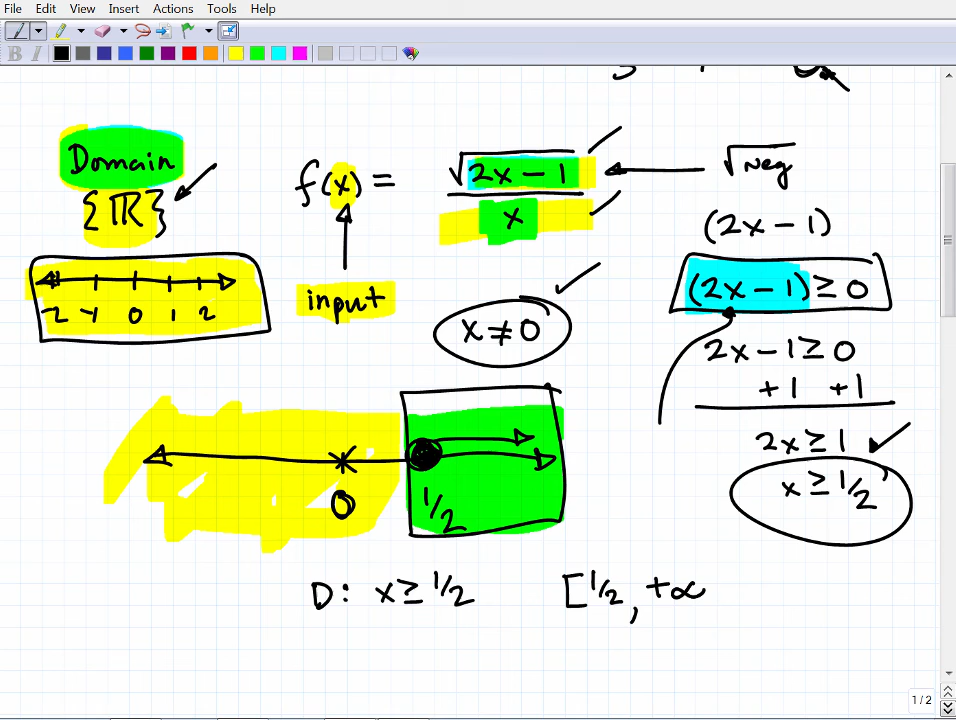 File Edit View Insert Actions Tools Help
B I
Domain
{ℝ}
-2 -1 0 1 2
f(x) = √(2x - 1) / x
input
x ≠ 0
√neg
(2x - 1)
(2x - 1) ≥ 0
2x - 1 ≥ 0
+ 1 + 1
2x ≥ 1
x ≥ 1/2
0 1/2
D: x ≥ 1/2 [1/2, +∞
1 / 2